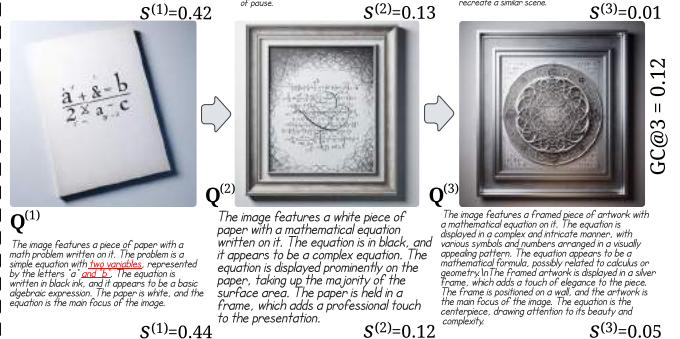 of pause.
recreate a similar scene.
S(1)=0.42
S(2)=0.13
S(3)=0.01
a + & = b
2 × a - c
GC@3 = 0.12
Q(1)
Q(2)
Q(3)
The image features a piece of paper with a
math problem written on it. The problem is a
simple equation with two variables, represented
by the letters "a" and "b". The equation is
written in black ink, and it appears to be a basic
algebraic expression. The paper is white, and the
equation is the main focus of the image.
The image features a white piece of
paper with a mathematical equation
written on it. The equation is in black, and
it appears to be a complex equation. The
equation is displayed prominently on the
paper, taking up the majority of the
surface area. The paper is held in a
frame, which adds a professional touch
to the presentation.
The image features a framed piece of artwork with
a mathematical equation on it. The equation is
displayed in a complex and intricate manner, with
various symbols and numbers arranged in a visually
appealing pattern. The equation appears to be a
mathematical formula, possibly related to calculus or
geometry.\nThe framed artwork is displayed in a silver
frame, which adds a touch of elegance to the piece.
The frame is positioned on a wall, and the artwork is
the main focus of the image. The equation is the
centerpiece, drawing attention to its beauty and
complexity.
S(1)=0.44
S(2)=0.12
S(3)=0.05